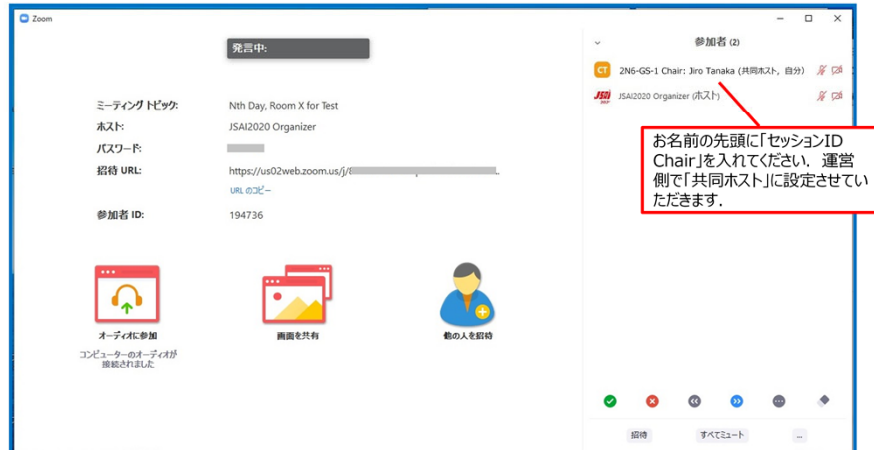 Zoom
発言中:
参加者 (2)
CT 2N6-GS-1 Chair: Jiro Tanaka (共同ホスト, 自分)
JSAI JSAI2020 Organizer (ホスト)
ミーティング トピック: Nth Day, Room X for Test
ホスト: JSAI2020 Organizer
パスワード:
招待 URL: https://us02web.zoom.us/j/
URL のコピー
参加者 ID: 194736
お名前の先頭に「セッションID
Chair」を入れてください. 運営
側で「共同ホスト」に設定させてい
ただきます.
オーディオに参加
画面を共有
他の人を招待
コンピューターのオーディオが
接続されました
招待
すべてミュート
...